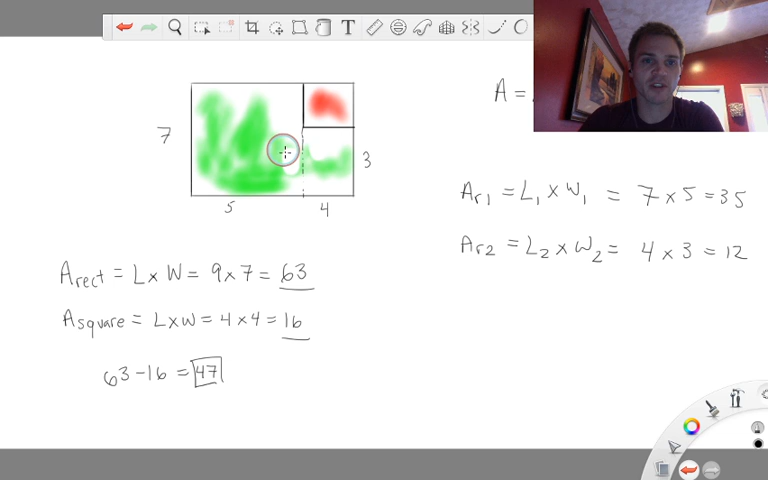 T
A =
7
3
5
4
Ar1 = L1 x W1 = 7 x 5 = 35
Ar2 = L2 x W2 = 4 x 3 = 12
Arect = L x W = 9 x 7 = 63
Asquare = L x W = 4 x 4 = 16
63 - 16 = 47